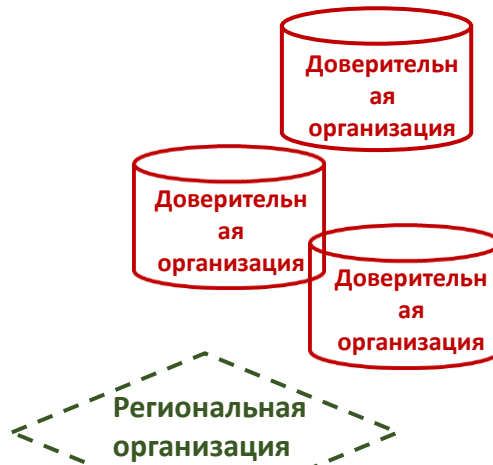 Доверительн
ая
организация
Доверительн
ая
организация
Доверительн
ая
организация
Региональная
организация